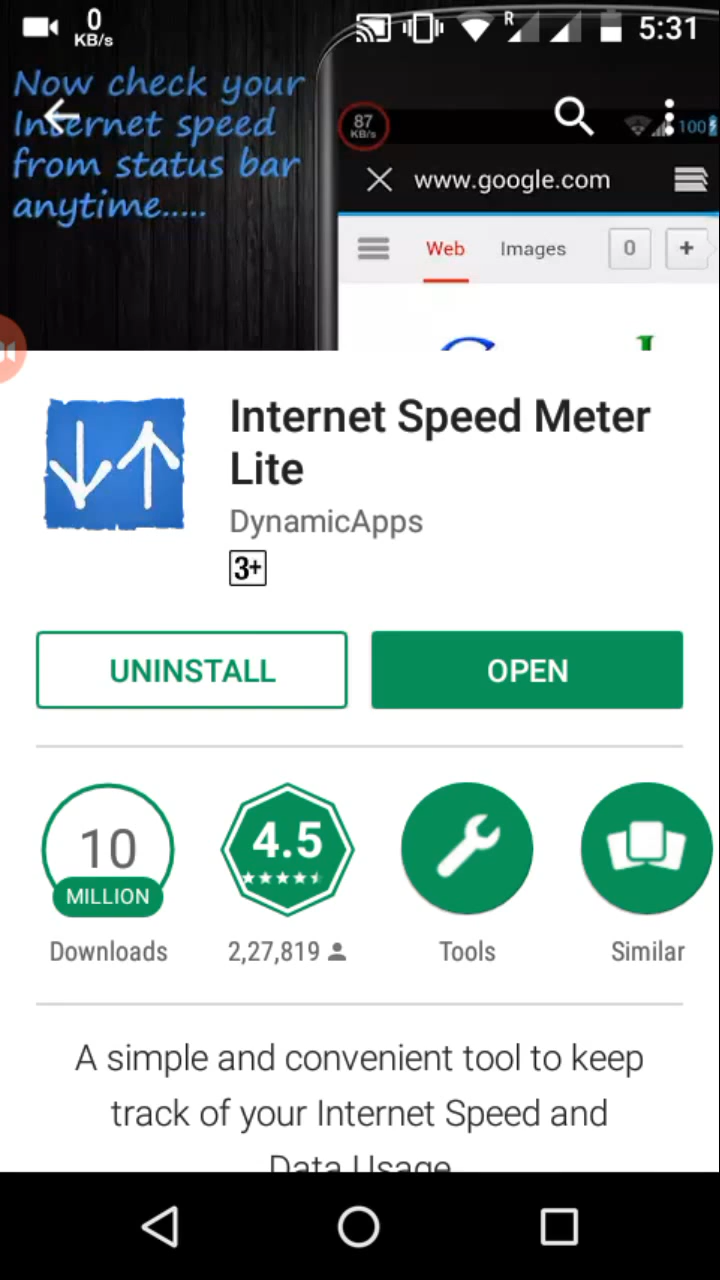 0
KB/s
R
5:31
Now check your
Internet speed
from status bar
anytime.....
87
KB/s
100
www.google.com
Web
Images
0
+
Internet Speed Meter
Lite
DynamicApps
3+
UNINSTALL
OPEN
10
MILLION
4.5
Downloads
2,27,819
Tools
Similar
A simple and convenient tool to keep
track of your Internet Speed and
Data Usage